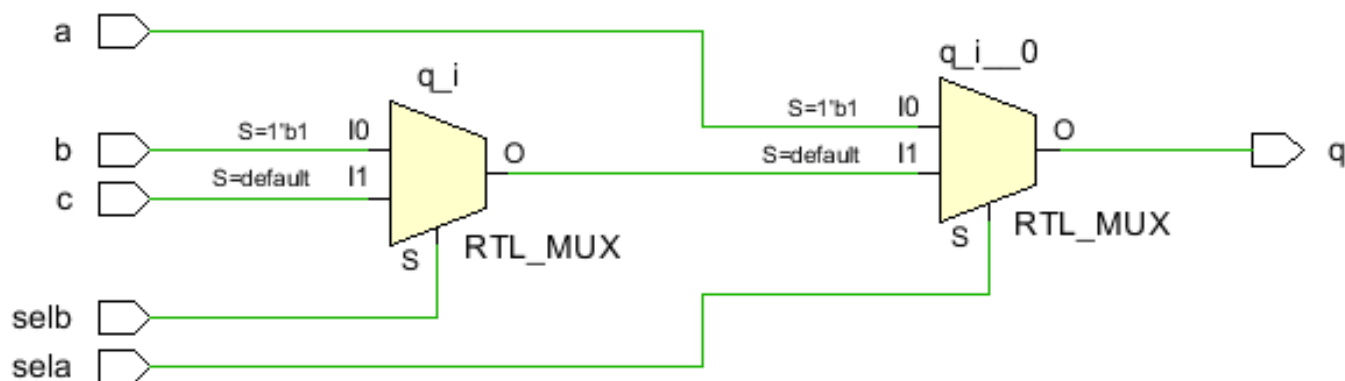 a
q_i
q_i__0
S=1'b1 I0
S=1'b1 I0
O
b
O
q
S=default I1
S=default I1
c
S
RTL_MUX
S
RTL_MUX
selb
sela